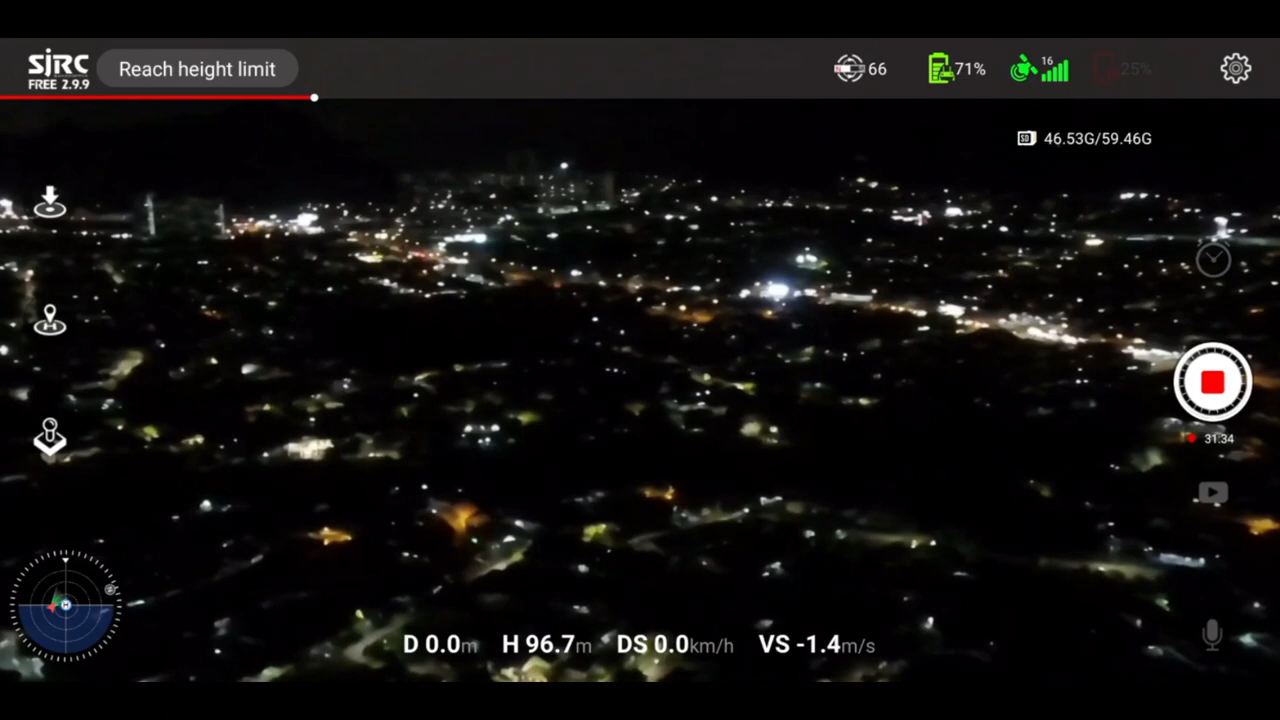 SJRC
FREE 2.9.9
Reach height limit
66
71%
16
25%
SD
46.53G/59.46G
31:34
H
D 0.0m H 96.7m DS 0.0km/h VS -1.4m/s